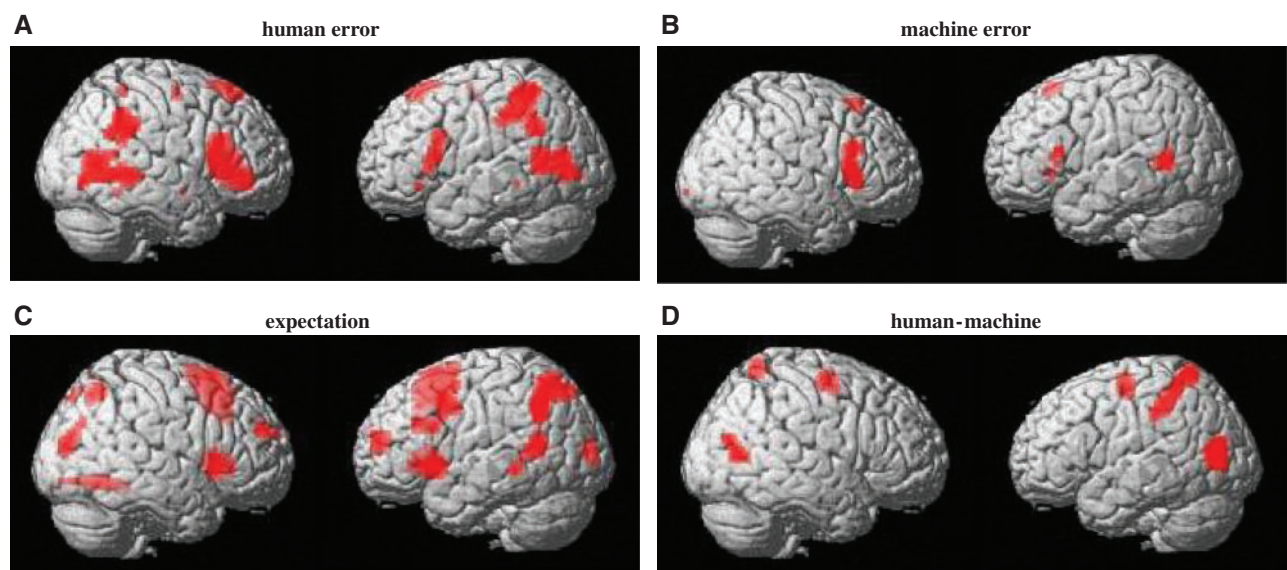 A
human error
B
machine error
C
expectation
D
human-machine